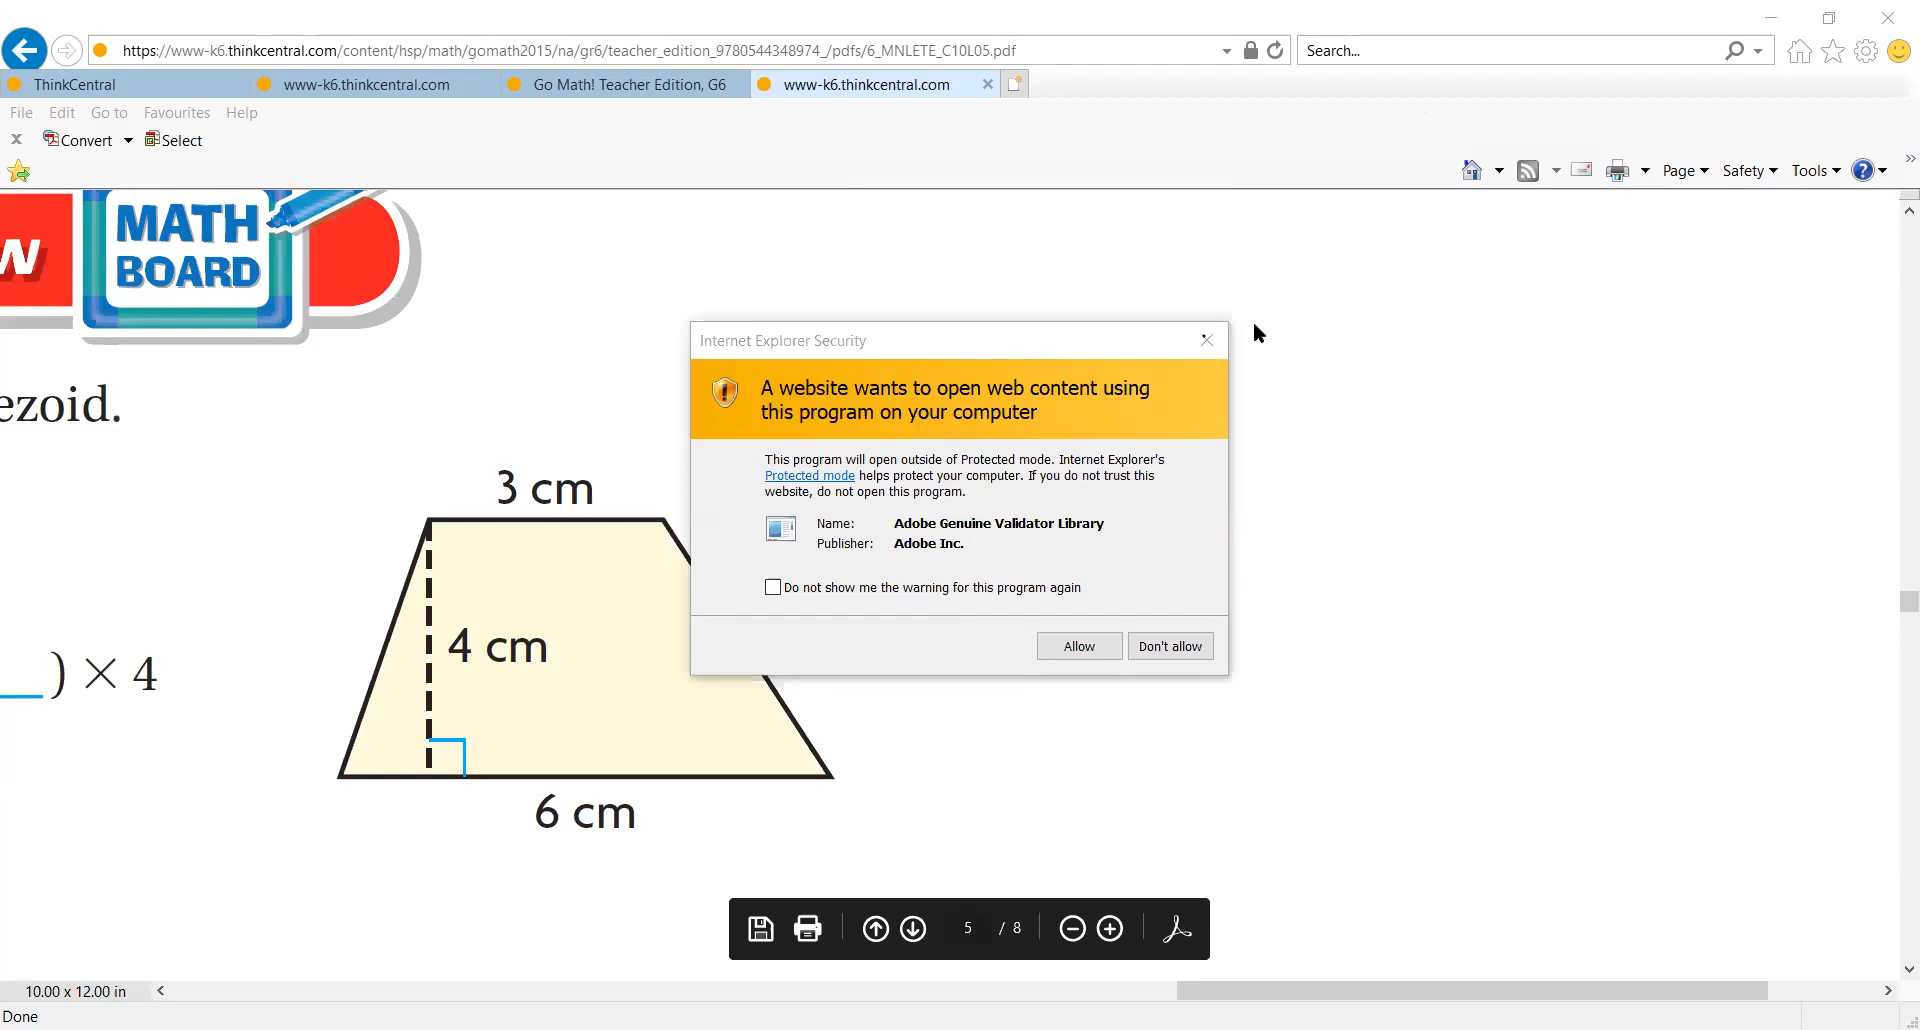 https://www-k6.thinkcentral.com/content/hsp/math/gomath2015/na/gr6/teacher_edition_9780544348974_/pdfs/6_MNLETE_C10L05.pdf
Search...
ThinkCentral
www-k6.thinkcentral.com
Go Math! Teacher Edition, G6
www-k6.thinkcentral.com
File Edit Go to Favourites Help
x Convert Select
Page Safety Tools
W
MATH
BOARD
ezoid.
Internet Explorer Security
A website wants to open web content using
this program on your computer
This program will open outside of Protected mode. Internet Explorer's
Protected mode helps protect your computer. If you do not trust this
website, do not open this program.
Name: Adobe Genuine Validator Library
Publisher: Adobe Inc.
Do not show me the warning for this program again
Allow Don't allow
3 cm
4 cm
) × 4
6 cm
5 / 8
10.00 x 12.00 in
Done